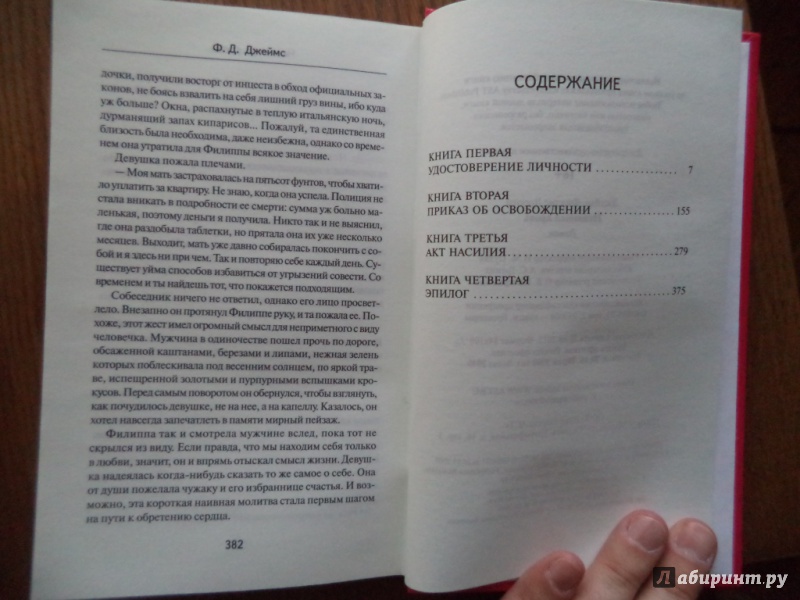 Ф. Д. Джеймс
дочки, получили восторг от инцеста в обход официальных за-
конов, не боясь взвалить на себя лишний груз вины, ибо куда
уж больше? Окна, распахнутые в теплую итальянскую ночь,
дурманящий запах кипарисов... Пожалуй, та единственная
близость была необходима, даже неизбежна, однако со време-
нем она утратила для Филиппы всякое значение.
Девушка пожала плечами.
— Моя мать застраховалась на пятьсот фунтов, чтобы хвати-
ло уплатить за квартиру. Не знаю, когда она успела. Полиция не
стала вникать в подробности ее смерти: сумма уж больно ма-
ленькая, поэтому деньги я получила. Никто так и не выяснил,
где она раздобыла таблетки, но прятала она их уже несколько
месяцев. Выходит, мать уже давно собиралась покончить с со-
бой и я здесь ни при чем. Так и повторяю себе каждый день. Су-
ществует уйма способов избавиться от угрызений совести. Со
временем и ты найдешь тот, что покажется подходящим.
Собеседник ничего не ответил, однако его лицо просвет-
лело. Внезапно он протянул Филиппе руку, и та пожала ее. По-
хоже, этот жест имел огромный смысл для неприметного с виду
человечка. Мужчина в одиночестве пошел прочь по дороге,
обсаженной каштанами, березами и липами, нежная зелень
которых поблескивала под весенним солнцем, по яркой тра-
ве, испещренной золотыми и пурпурными вспышками кро-
кусов. Перед самым поворотом он обернулся, чтобы взглянуть,
как почудилось девушке, не на нее, а на капеллу. Казалось, он
хотел навсегда запечатлеть в памяти мирный пейзаж.
Филиппа так и смотрела мужчине вслед, пока тот не
скрылся из виду. Если правда, что мы находим себя только
в любви, значит, он и впрямь отыскал смысл жизни. Девуш-
ка надеялась когда-нибудь сказать то же самое о себе. Она
от души пожелала чужаку и его избраннице счастья. И воз-
можно, эта короткая наивная молитва стала первым шагом
на пути к обретению сердца.
382
СОДЕРЖАНИЕ
КНИГА ПЕРВАЯ
УДОСТОВЕРЕНИЕ ЛИЧНОСТИ . . . . . . . . . . . . . 7
КНИГА ВТОРАЯ
ПРИКАЗ ОБ ОСВОБОЖДЕНИИ . . . . . . . . . . . . . 155
КНИГА ТРЕТЬЯ
АКТ НАСИЛИЯ . . . . . . . . . . . . . . . . . . . . . . . . . . . 279
КНИГА ЧЕТВЕРТАЯ
ЭПИЛОГ . . . . . . . . . . . . . . . . . . . . . . . . . . . . . . . . 375
Лабиринт.ру